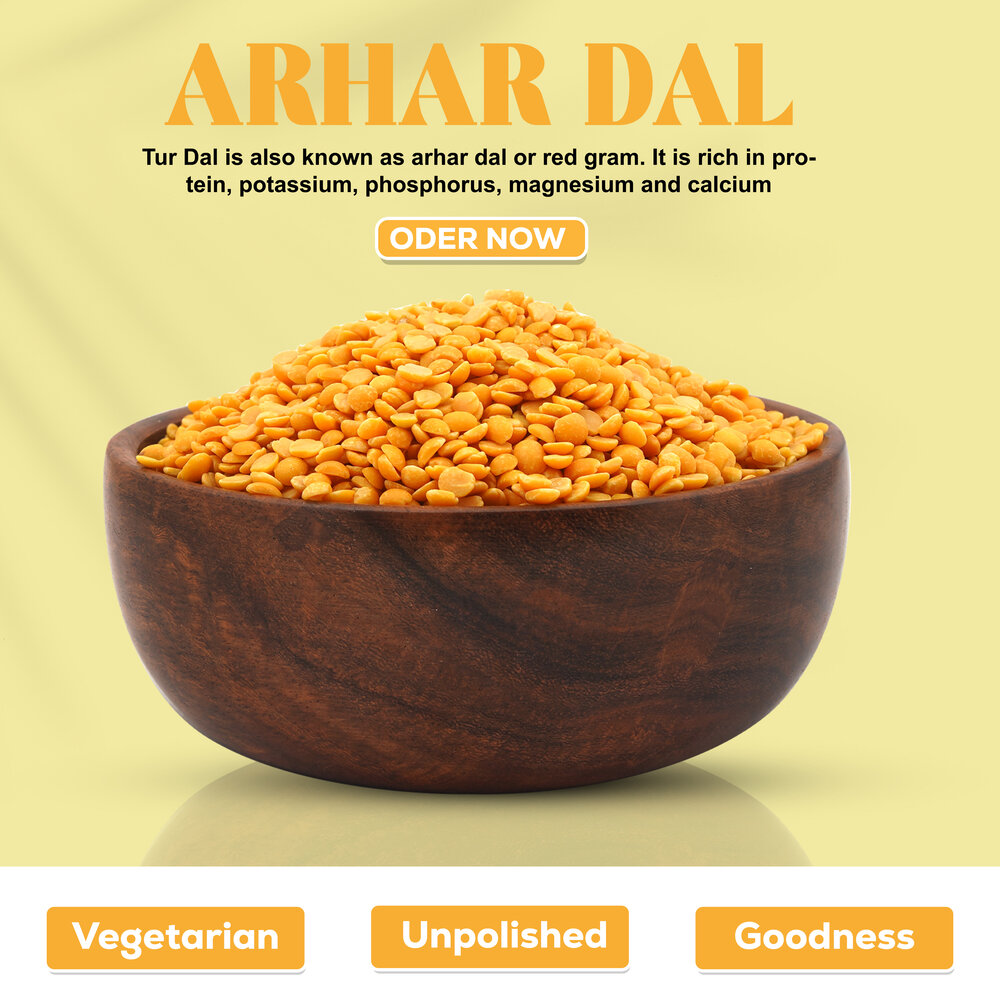 ARHAR DAL
Tur Dal is also known as arhar dal or red gram. It is rich in pro-
tein, potassium, phosphorus, magnesium and calcium
ODER NOW
Vegetarian
Unpolished
Goodness